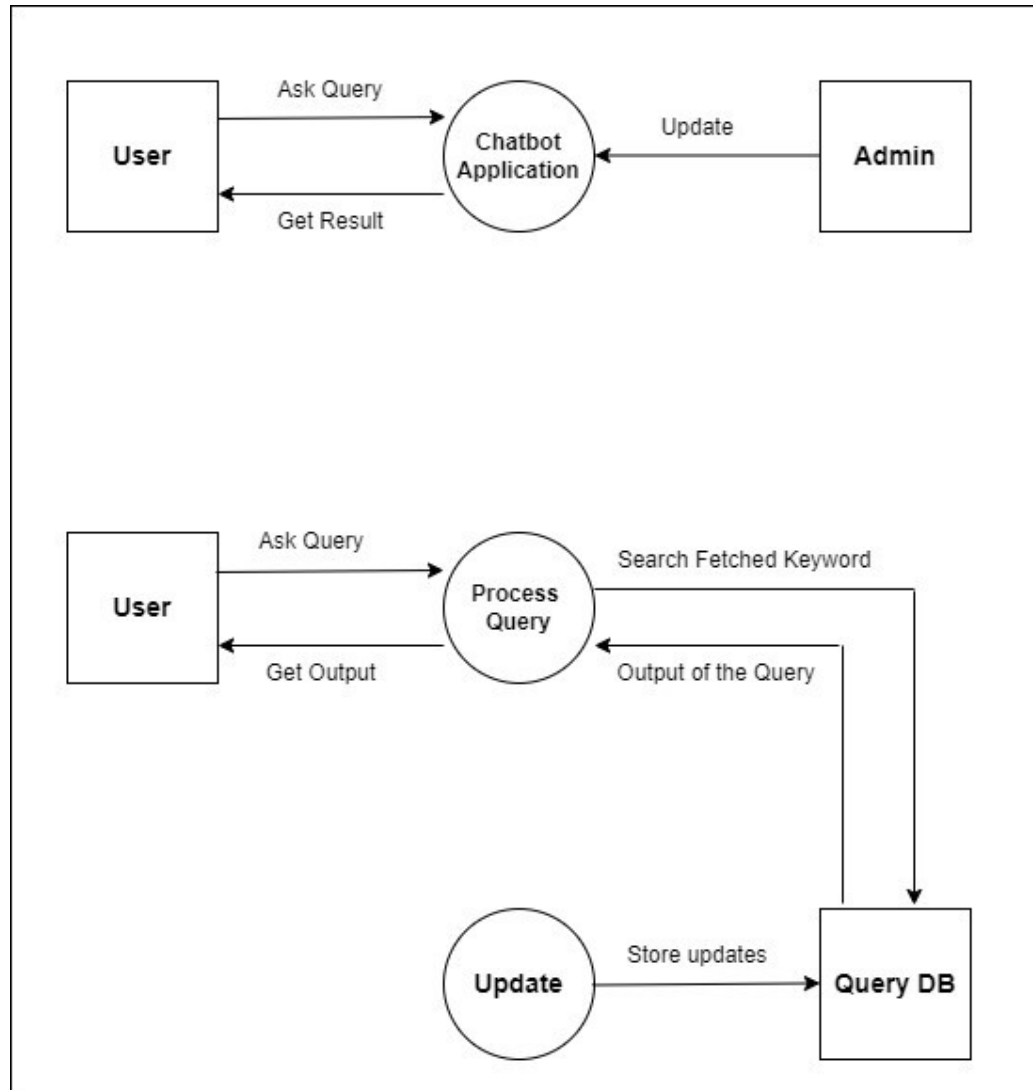 Ask Query
User
Chatbot
Application
Update
Admin
Get Result
Ask Query
User
Process
Query
Search Fetched Keyword
Get Output
Output of the Query
Update
Store updates
Query DB